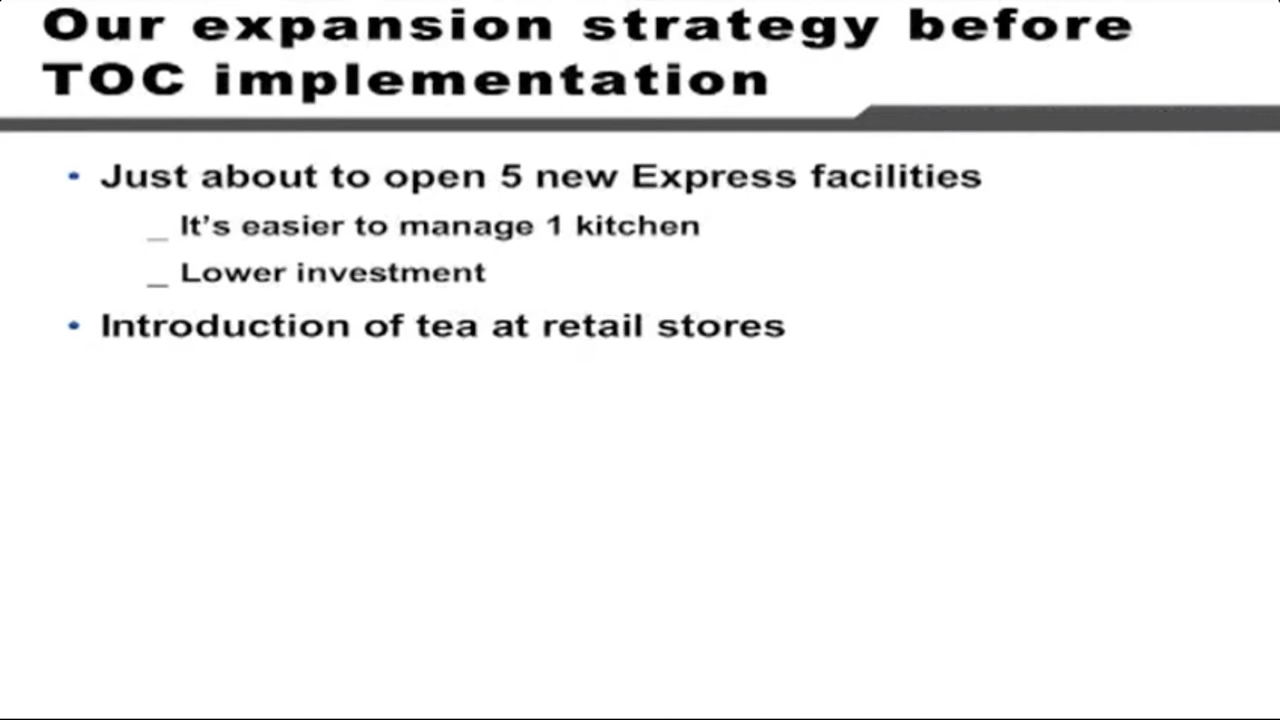 Our expansion strategy before
TOC implementation
• Just about to open 5 new Express facilities
_ It's easier to manage 1 kitchen
_ Lower investment
• Introduction of tea at retail stores